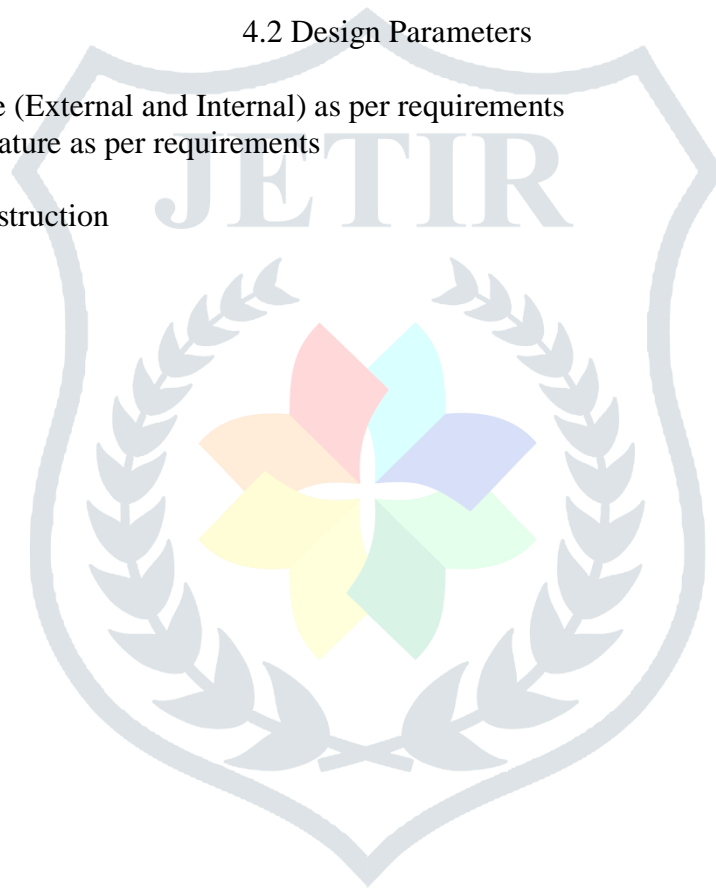 4.2 Design Parameters
e (External and Internal) as per requirements
ature as per requirements
struction
JETIR